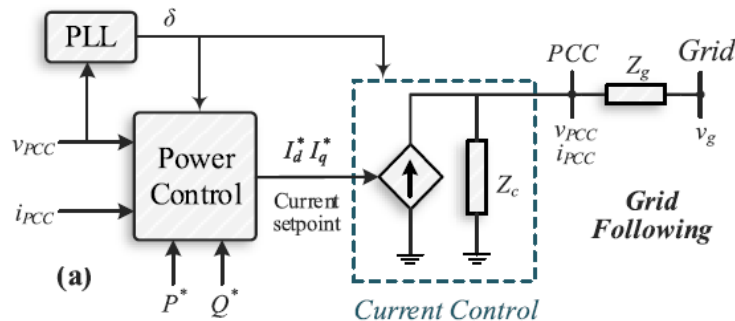 PLL
δ
v_PCC
i_PCC
Power
Control
I_d^* I_q^*
Current
setpoint
P^*
Q^*
(a)
Z_c
Current Control
PCC
v_PCC
i_PCC
Z_g
Grid
v_g
Grid
Following